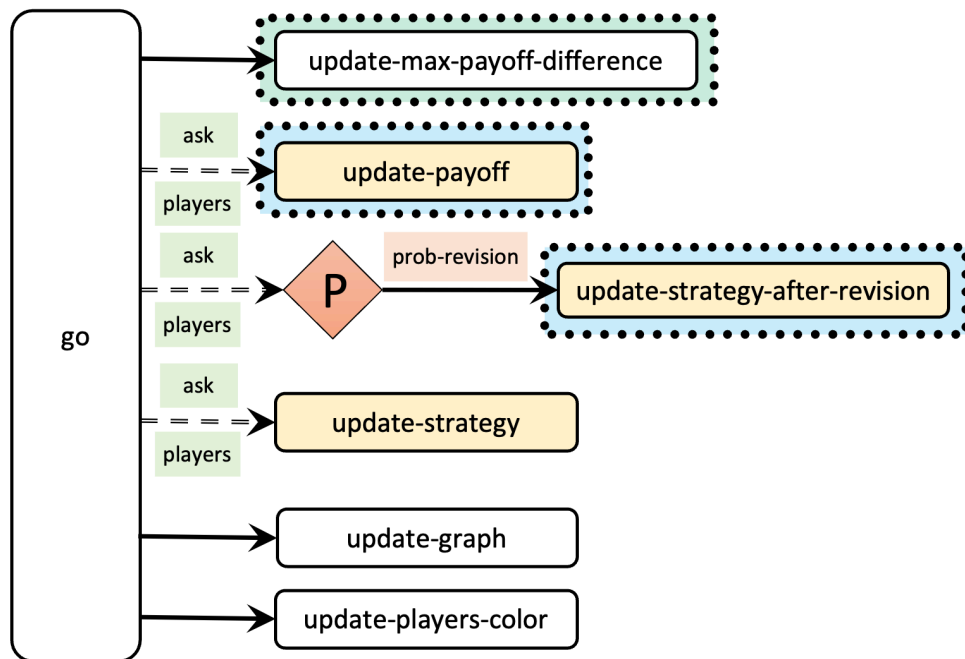 update-max-payoff-difference
ask
update-payoff
players
ask
prob-revision
P
update-strategy-after-revision
players
go
ask
update-strategy
players
update-graph
update-players-color